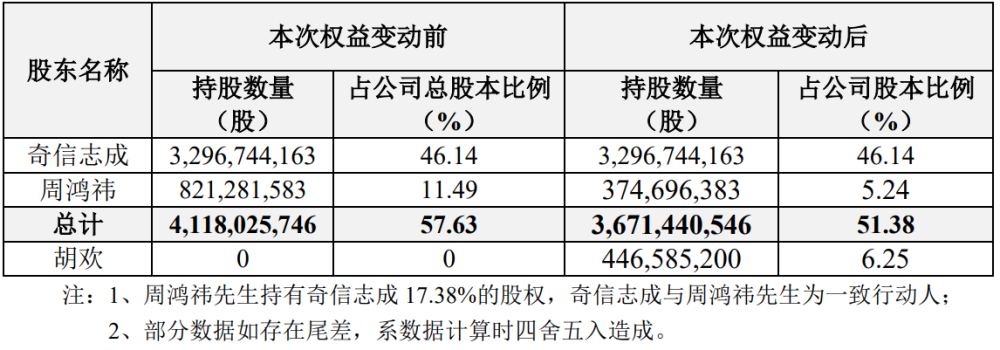 股东名称 本次权益变动前 本次权益变动后
持股数量（股） 占公司总股本比例（%） 持股数量（股） 占公司股本比例（%）
奇信志成 3,296,744,163 46.14 3,296,744,163 46.14
周鸿祎 821,281,583 11.49 374,696,383 5.24
总计 4,118,025,746 57.63 3,671,440,546 51.38
胡欢 0 0 446,585,200 6.25
注：1、周鸿祎先生持有奇信志成 17.38%的股权，奇信志成与周鸿祎先生为一致行动人；
2、部分数据如存在尾差，系数据计算时四舍五入造成。